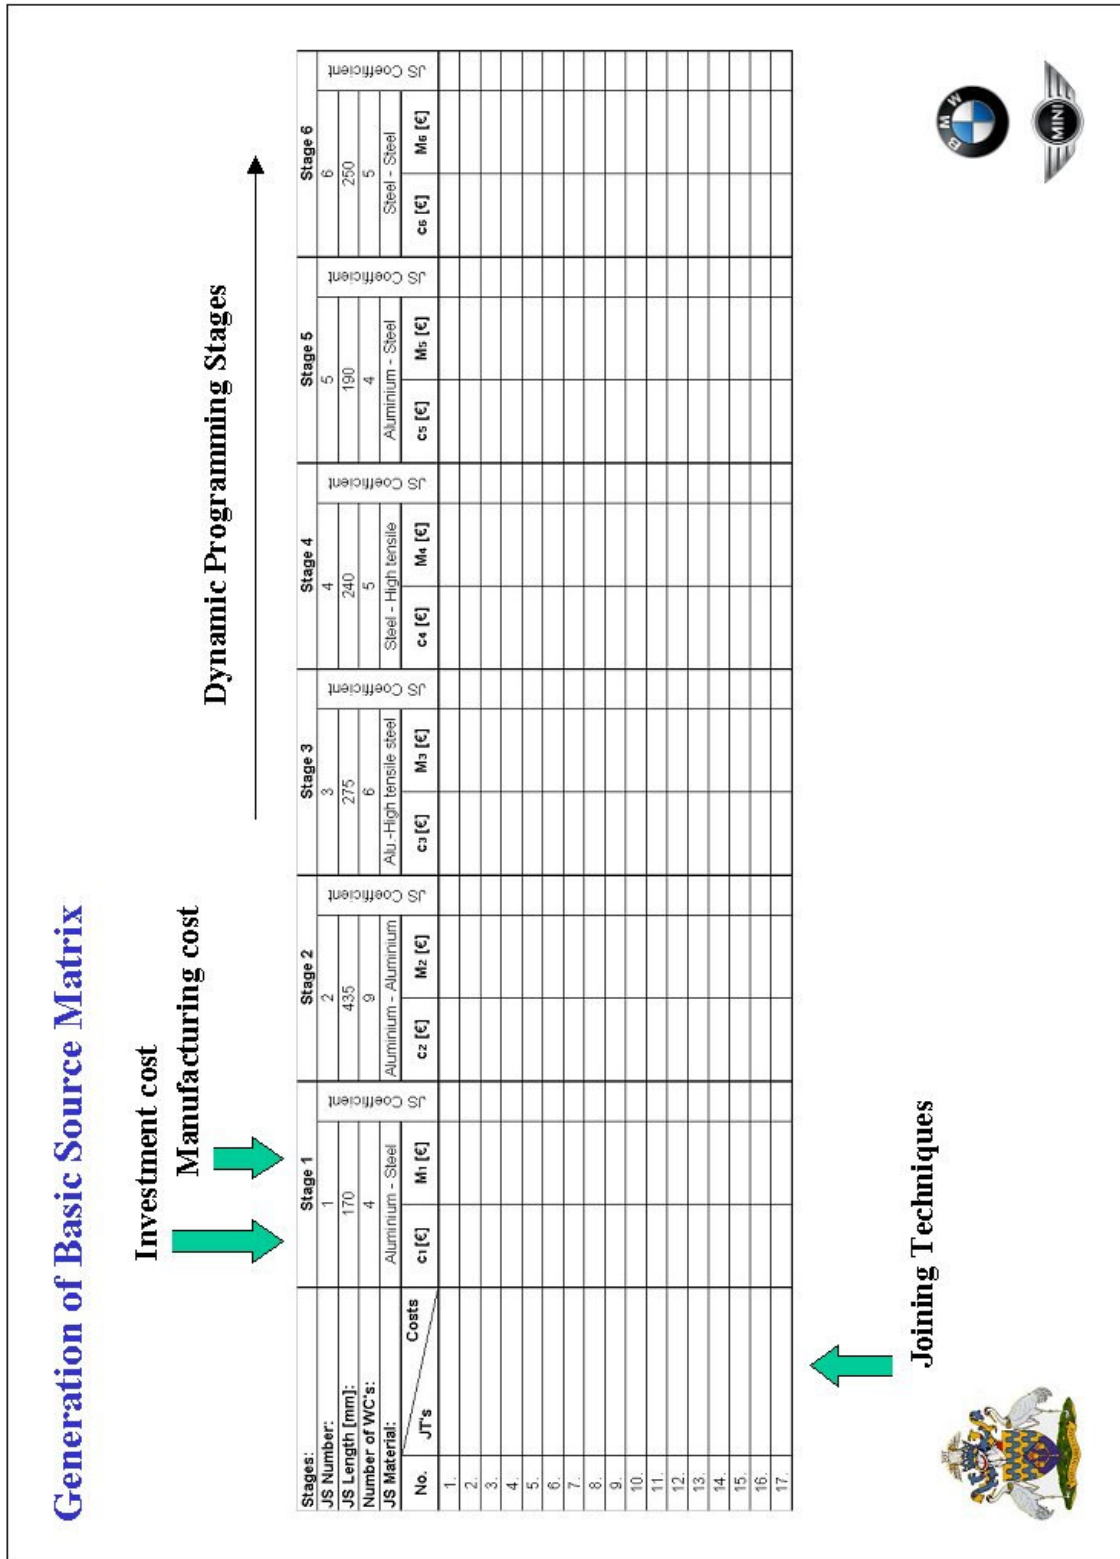 Generation of Basic Source Matrix
Investment cost
Manufacturing cost
Dynamic Programming Stages
Stages: Stage 1 Stage 2 Stage 3 Stage 4 Stage 5 Stage 6
JS Number: 1 JS Coefficient 2 JS Coefficient 3 JS Coefficient 4 JS Coefficient 5 JS Coefficient 6 JS Coefficient
JS Length [mm]: 170 435 275 240 190 250
Number of WC's: 4 9 6 5 4 5
JS Material: Aluminium - Steel Aluminium - Aluminium Alu.-High tensile steel Steel - High tensile Aluminium - Steel Steel - Steel
No. JT's Costs c1 [€] M1 [€] c2 [€] M2 [€] c3 [€] M3 [€] c4 [€] M4 [€] c5 [€] M5 [€] c6 [€] M6 [€]
1.
2.
3.
4.
5.
6.
7.
8.
9.
10.
11.
12.
13.
14.
15.
16.
17.
Joining Techniques
BMW
MINI